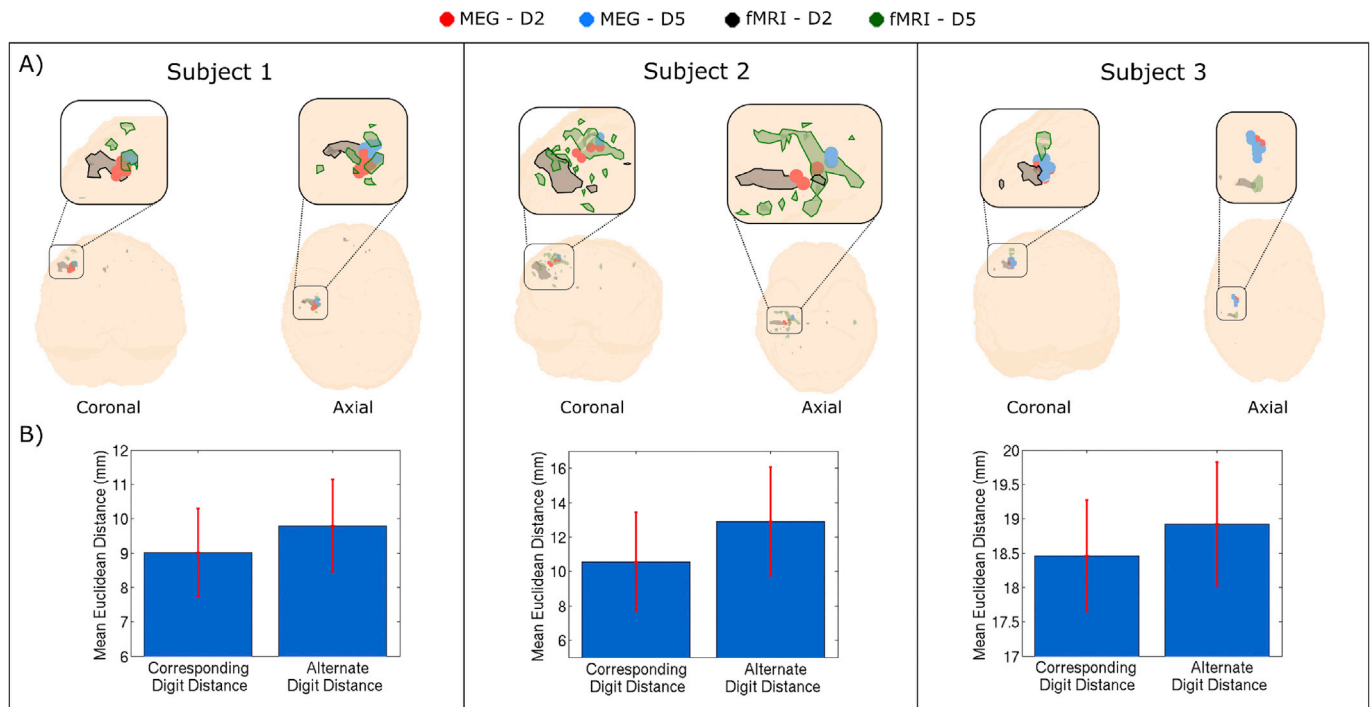 MEG - D2 MEG - D5 fMRI - D2 fMRI - D5
A)
Subject 1
Subject 2
Subject 3
Coronal
Axial
Coronal
Axial
Coronal
Axial
B)
Mean Euclidean Distance (mm)
12
11
10
9
8
7
6
Corresponding
Digit Distance
Alternate
Digit Distance
Mean Euclidean Distance (mm)
16
14
12
10
8
6
Corresponding
Digit Distance
Alternate
Digit Distance
Mean Euclidean Distance (mm)
20
19.5
19
18.5
18
17.5
17
Corresponding
Digit Distance
Alternate
Digit Distance